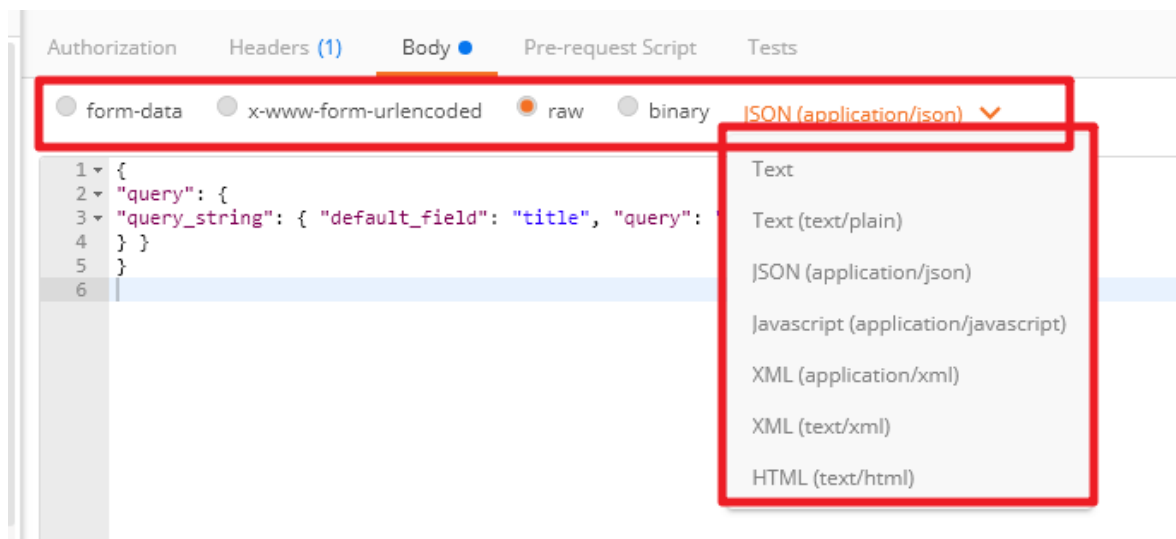 Authorization Headers (1) Body Pre-request Script Tests
form-data x-www-form-urlencoded raw binary JSON (application/json)
1 {
2 "query": {
3 "query_string": { "default_field": "title", "query": "
4 } }
5 }
6
Text
Text (text/plain)
JSON (application/json)
Javascript (application/javascript)
XML (application/xml)
XML (text/xml)
HTML (text/html)